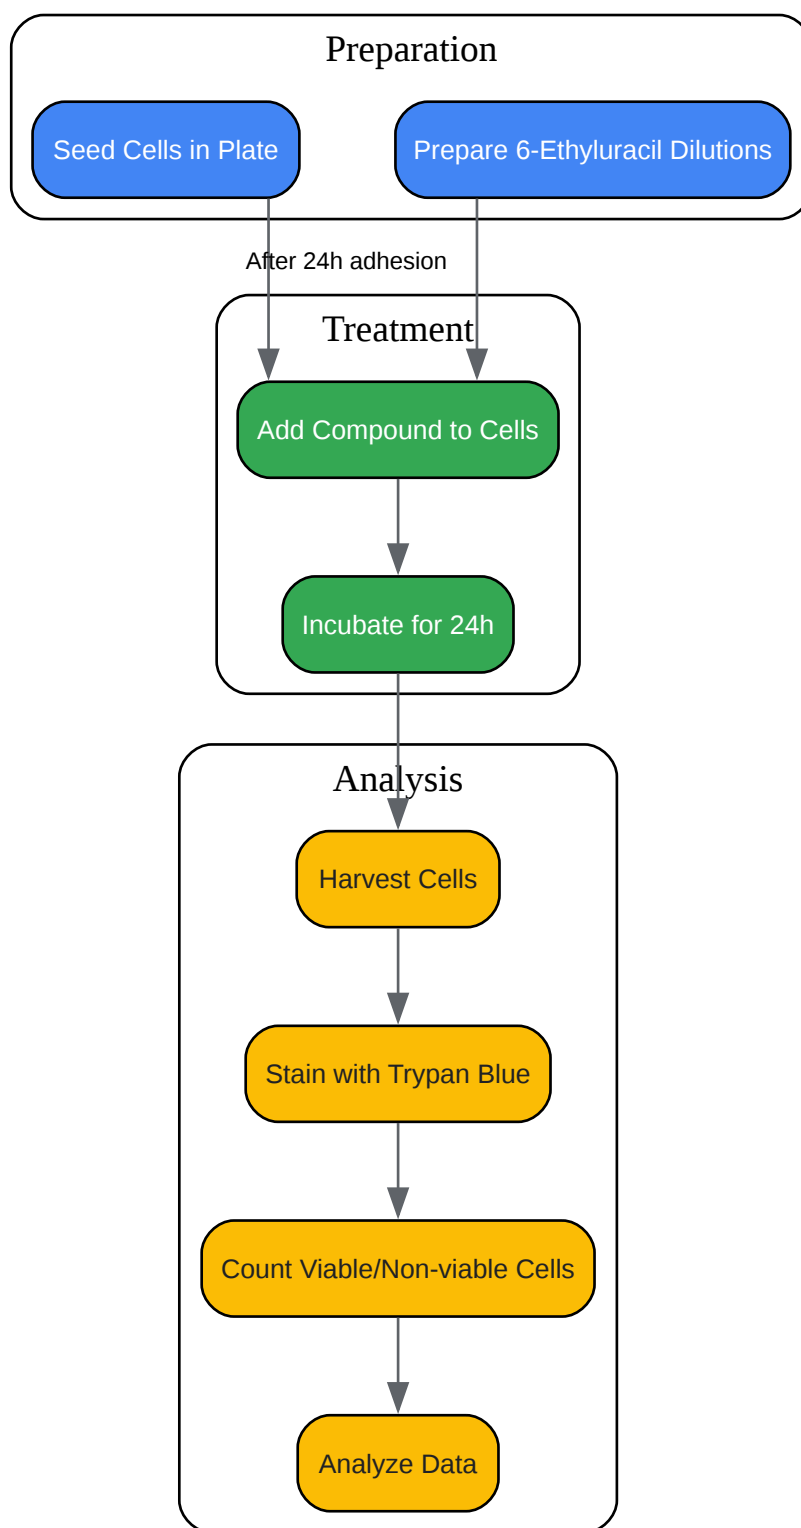 Preparation
Seed Cells in Plate
Prepare 6-Ethyluracil Dilutions
After 24h adhesion
Treatment
Add Compound to Cells
Incubate for 24h
Analysis
Harvest Cells
Stain with Trypan Blue
Count Viable/Non-viable Cells
Analyze Data